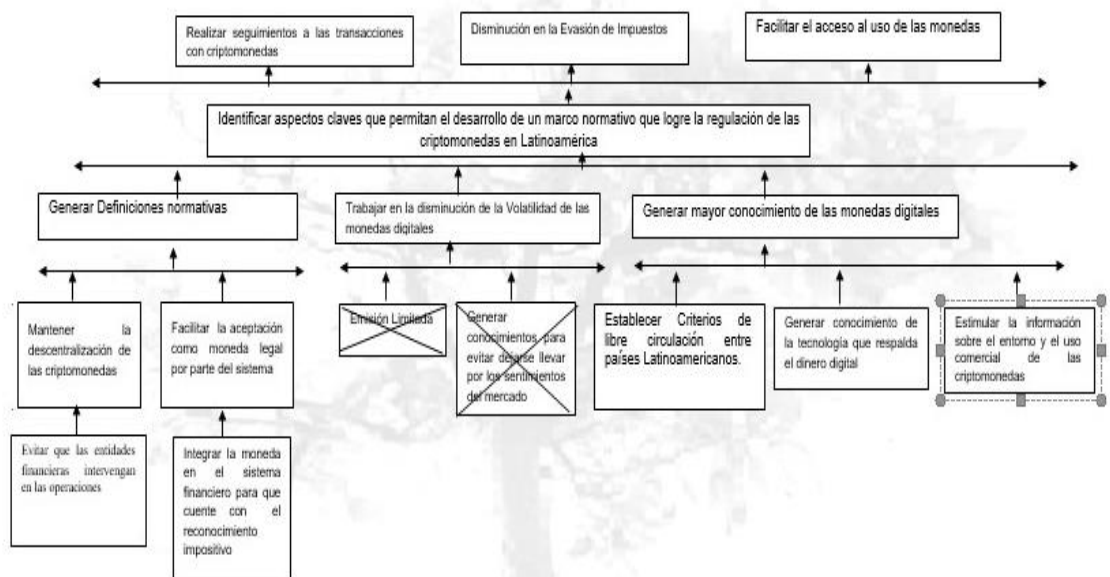 Realizar seguimientos a las transacciones
con criptomonedas
Disminución en la Evasión de Impuestos
Facilitar el acceso al uso de las monedas
Identificar aspectos claves que permitan el desarrollo de un marco normativo que logre la regulación de las
criptomonedas en Latinoamérica
Generar Definiciones normativas
Trabajar en la disminución de la Volatilidad de las
monedas digitales
Generar mayor conocimiento de las monedas digitales
Mantener la
descentralización de
las criptomonedas
Facilitar la aceptación
como moneda legal
por parte del sistema
Emisión Limitada
Generar
conocimientos para
evitar dejarse llevar
por los sentimientos
del mercado
Establecer Criterios de
libre circulación entre
países Latinoamericanos.
Generar conocimiento de
la tecnología que respalda
el dinero digital
Estimular la información
sobre el entorno y el uso
comercial de las
criptomonedas
Evitar que las entidades
financieras intervengan
en las operaciones
Integrar la moneda
en el sistema
financiero para que
cuente con el
reconocimiento
impositivo